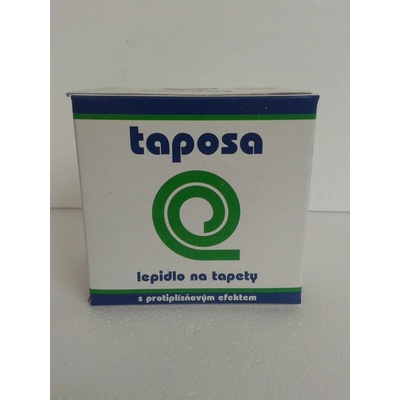 taposa
lepidlo na tapety
s protiplísňovým efektem